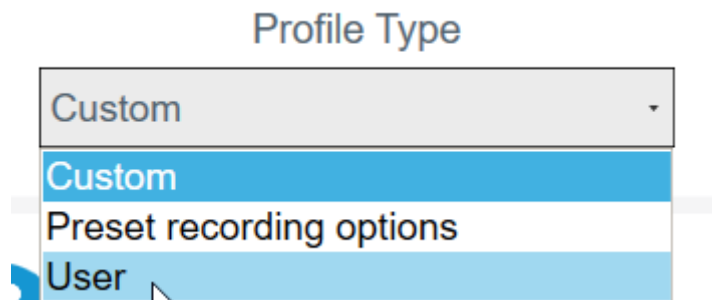 Profile Type
Custom
Custom
Preset recording options
User